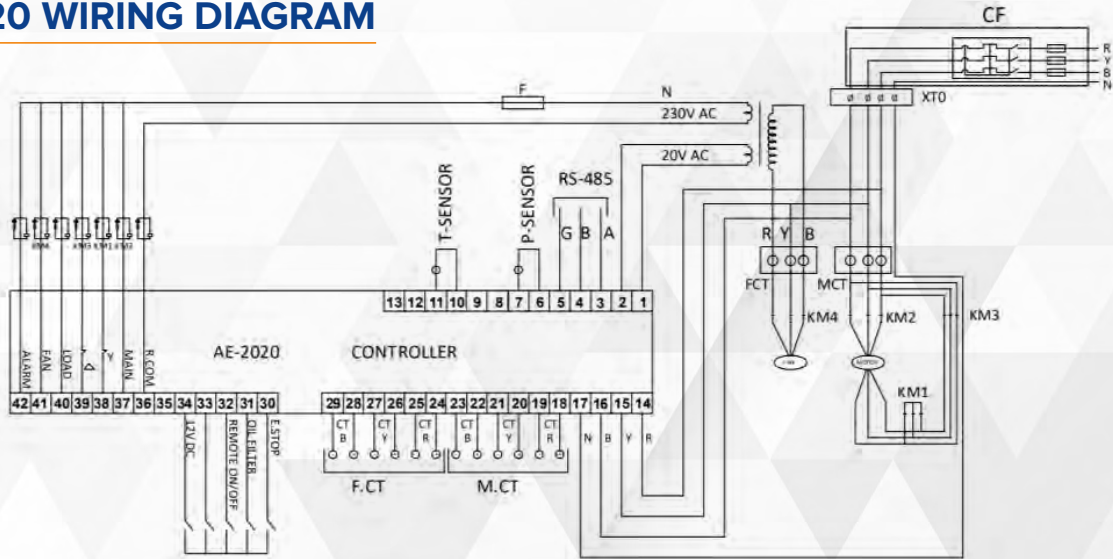 20 WIRING DIAGRAM
CF
R
Y
B
N
XT0
F
N
230V AC
20V AC
T-SENSOR
P-SENSOR
RS-485
G B A
R Y B
FCT
MCT
KM4
KM2
KM3
KM1
MOTOR
13 12 11 10 9 8 7 6 5 4 3 2 1
AE-2020 CONTROLLER
ALARM
FAN
LOAD
Δ
Y
MAIN
R.COM
42 41 40 39 38 37 36 35 34 33 32 31 30
29 28 27 26 25 24 23 22 21 20 19 18 17 16 15 14
12V DC
REMOTE ON/OFF
OIL FILTER
E.STOP
CT B
CT Y
CT R
CT B
CT Y
CT R
N B Y R
F.CT
M.CT